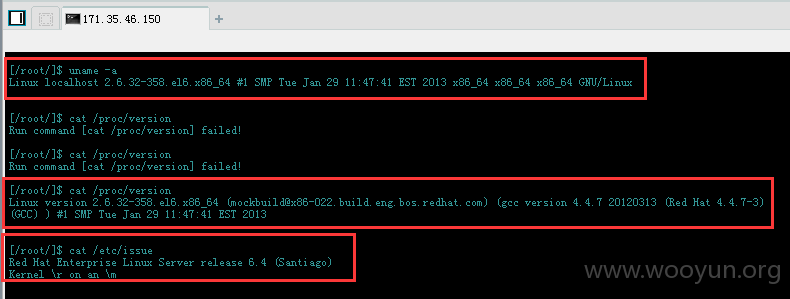 171.35.46.150
[/root/]$ uname -a
Linux localhost 2.6.32-358.el6.x86_64 #1 SMP Tue Jan 29 11:47:41 EST 2013 x86_64 x86_64 x86_64 GNU/Linux
[/root/]$ cat /proc/version
Run command [cat /proc/version] failed!
[/root/]$ cat /proc/version
Run command [cat /proc/version] failed!
[/root/]$ cat /proc/version
Linux version 2.6.32-358.el6.x86_64 (mockbuild@x86-022.build.eng.bos.redhat.com) (gcc version 4.4.7 20120313 (Red Hat 4.4.7-3)
(GCC) ) #1 SMP Tue Jan 29 11:47:41 EST 2013
[/root/]$ cat /etc/issue
Red Hat Enterprise Linux Server release 6.4 (Santiago)
Kernel \r on an \m
www.wooyun.org